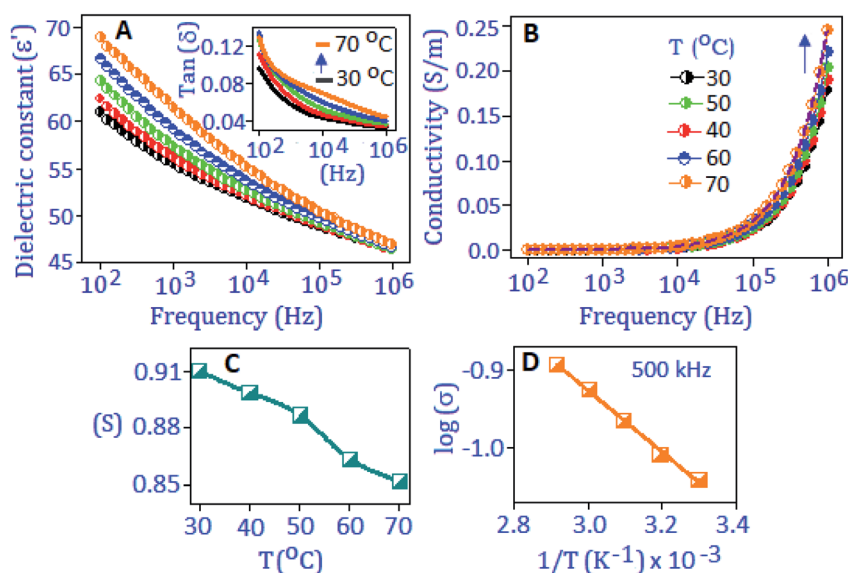 A
Dielectric constant (ε')
70
65
60
55
50
45
10² 10³ 10⁴ 10⁵ 10⁶
Frequency (Hz)
Tan (δ)
0.12
0.08
0.04
70 ⁰C
30 ⁰C
10² 10⁴ 10⁶
(Hz)
B
Conductivity (S/m)
0.25
0.20
0.15
0.10
0.05
0.0
T (⁰C)
30
50
40
60
70
10² 10³ 10⁴ 10⁵ 10⁶
Frequency (Hz)
C
(S)
0.91
0.88
0.85
30 40 50 60 70
T(⁰C)
D
500 kHz
log (σ)
-0.9
-1.0
2.8 3.0 3.2 3.4
1/T (K⁻¹) x 10⁻³